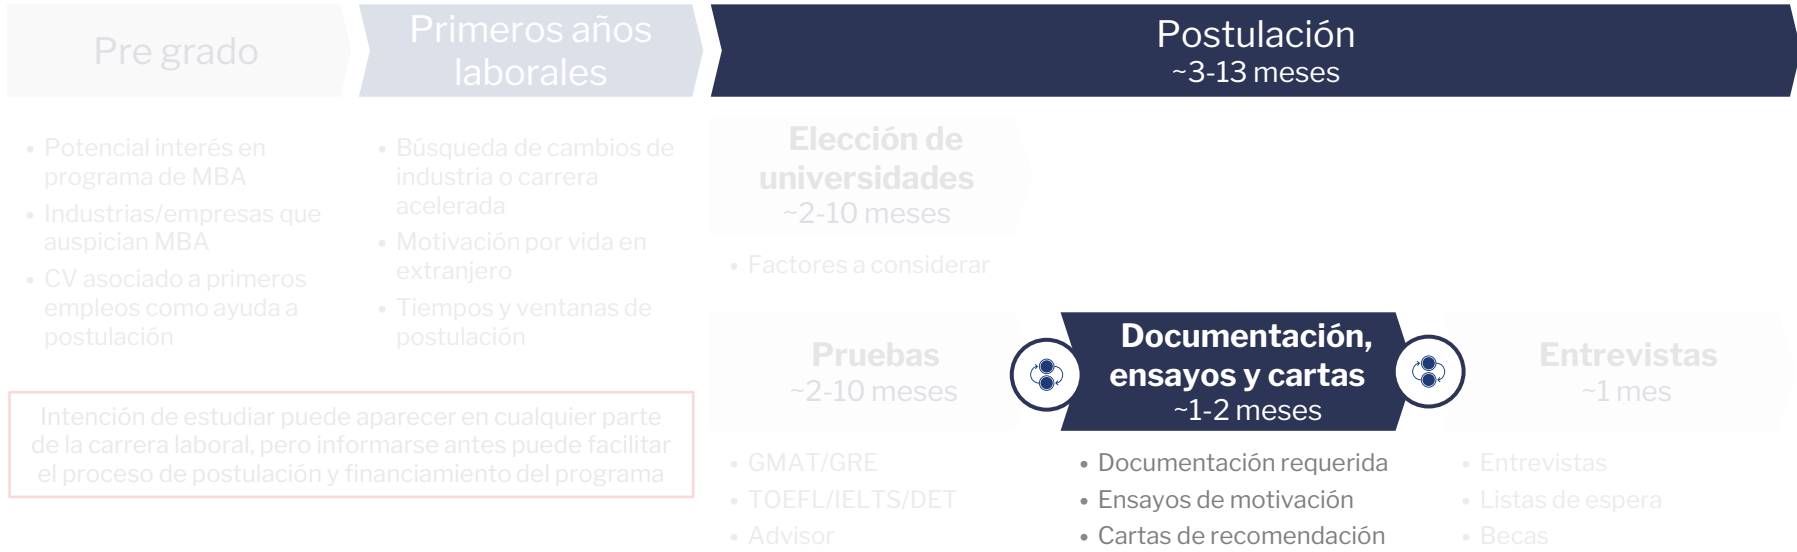 Pre grado
Primeros años
laborales
Postulación
~3-13 meses
• Potencial interés en
programa de MBA
• Industrias/empresas que
auspician MBA
• CV asociado a primeros
empleos como ayuda a
postulación
• Búsqueda de cambios de
industria o carrera
acelerada
• Motivación por vida en
extranjero
• Tiempos y ventanas de
postulación
Intención de estudiar puede aparecer en cualquier parte
de la carrera laboral, pero informarse antes puede facilitar
el proceso de postulación y financiamiento del programa
Elección de
universidades
~2-10 meses
• Factores a considerar
Pruebas
~2-10 meses
• GMAT/GRE
• TOEFL/IELTS/DET
• Advisor
Documentación,
ensayos y cartas
~1-2 meses
• Documentación requerida
• Ensayos de motivación
• Cartas de recomendación
Entrevistas
~1 mes
• Entrevistas
• Listas de espera
• Becas